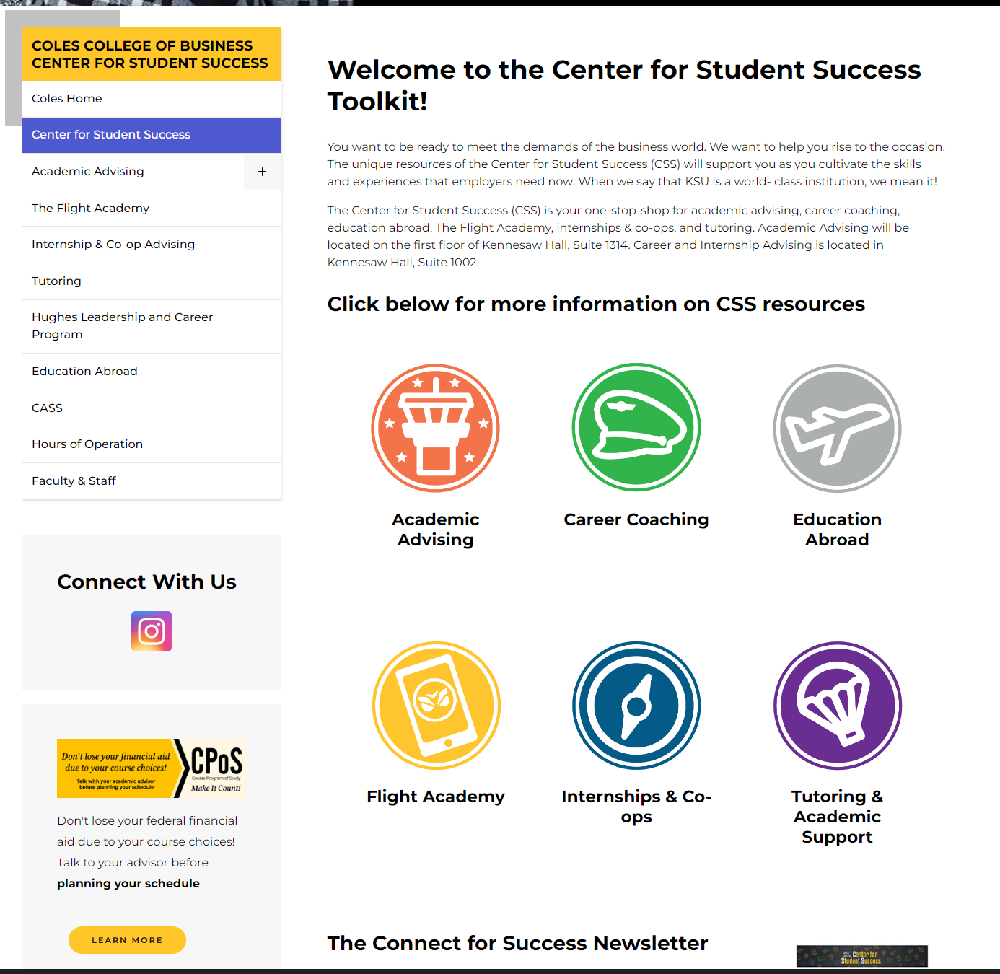 COLES COLLEGE OF BUSINESS
CENTER FOR STUDENT SUCCESS
Coles Home
Center for Student Success
Academic Advising
+
The Flight Academy
Internship & Co-op Advising
Tutoring
Hughes Leadership and Career
Program
Education Abroad
CASS
Hours of Operation
Faculty & Staff
Connect With Us
Don't lose your financial aid
due to your course choices!
Talk with your academic advisor
before planning your schedule
CPoS
Course Program of Study
Make It Count!
Don't lose your federal financial
aid due to your course choices!
Talk to your advisor before
planning your schedule.
LEARN MORE
Welcome to the Center for Student Success
Toolkit!
You want to be ready to meet the demands of the business world. We want to help you rise to the occasion.
The unique resources of the Center for Student Success (CSS) will support you as you cultivate the skills
and experiences that employers need now. When we say that KSU is a world- class institution, we mean it!
The Center for Student Success (CSS) is your one-stop-shop for academic advising, career coaching,
education abroad, The Flight Academy, internships & co-ops, and tutoring. Academic Advising will be
located on the first floor of Kennesaw Hall, Suite 1314. Career and Internship Advising is located in
Kennesaw Hall, Suite 1002.
Click below for more information on CSS resources
Academic
Advising
Career Coaching
Education
Abroad
Flight Academy
Internships & Co-
ops
Tutoring &
Academic
Support
The Connect for Success Newsletter
Center for
Student Success